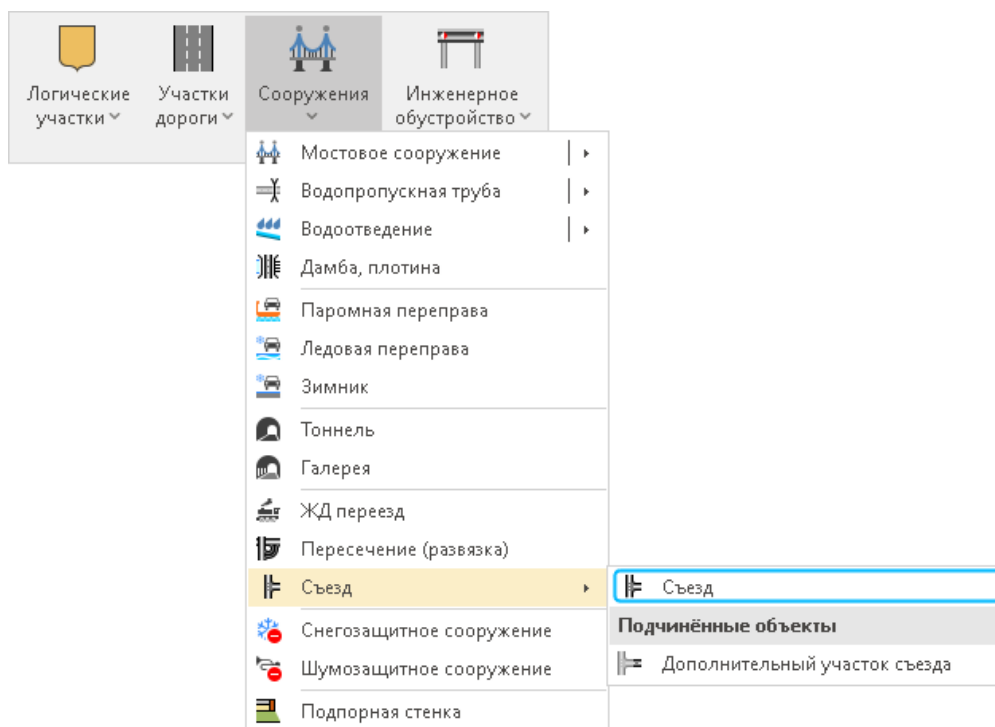 Логические участки
Участки дороги
Сооружения
Инженерное обустройство
Мостовое сооружение
Водопропускная труба
Водоотведение
Дамба, плотина
Паромная переправа
Ледовая переправа
Зимник
Тоннель
Галерея
ЖД переезд
Пересечение (развязка)
Съезд
Съезд
Подчинённые объекты
Дополнительный участок съезда
Снегозащитное сооружение
Шумозащитное сооружение
Подпорная стенка